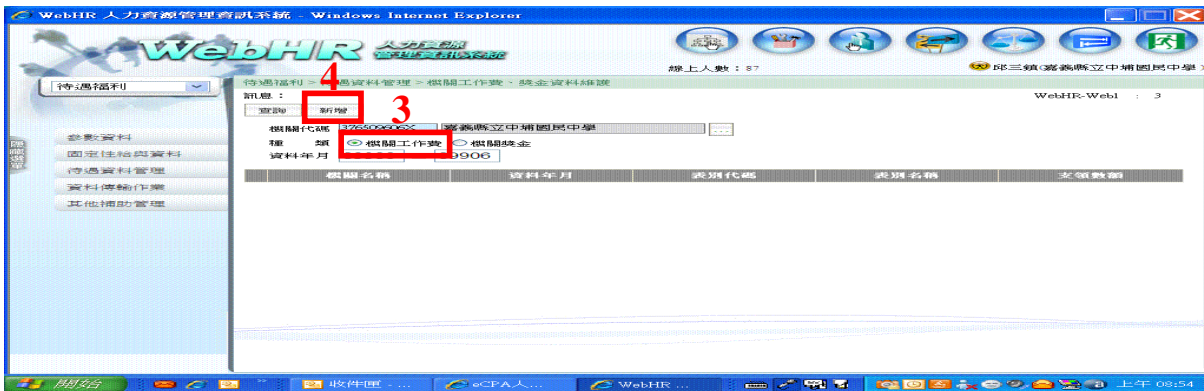 WebHR 人力資源管理資訊系統 - Windows Internet Explorer
WebHR 人力資源
管理資訊系統
線上人數：87
邱三鎮(嘉義縣立中埔國民中學)
待遇福利
4
待遇福利 > 待遇資料管理 > 機關工作費、獎金資料維護
訊息：
WebHR-Web1 : 3
查詢 新增
3
機關代碼 376509606X 嘉義縣立中埔國民中學 ...
種 類 機關工作費 機關獎金
資料年月 99906
機關名稱 資料年月 表別代碼 表別名稱 支領數額
參數資料
固定性給與資料
待遇資料管理
資料傳輸作業
其他補助管理
隱藏選單
開始 收件匣 - ... eCPA人... WebHR ... 上午 08:54